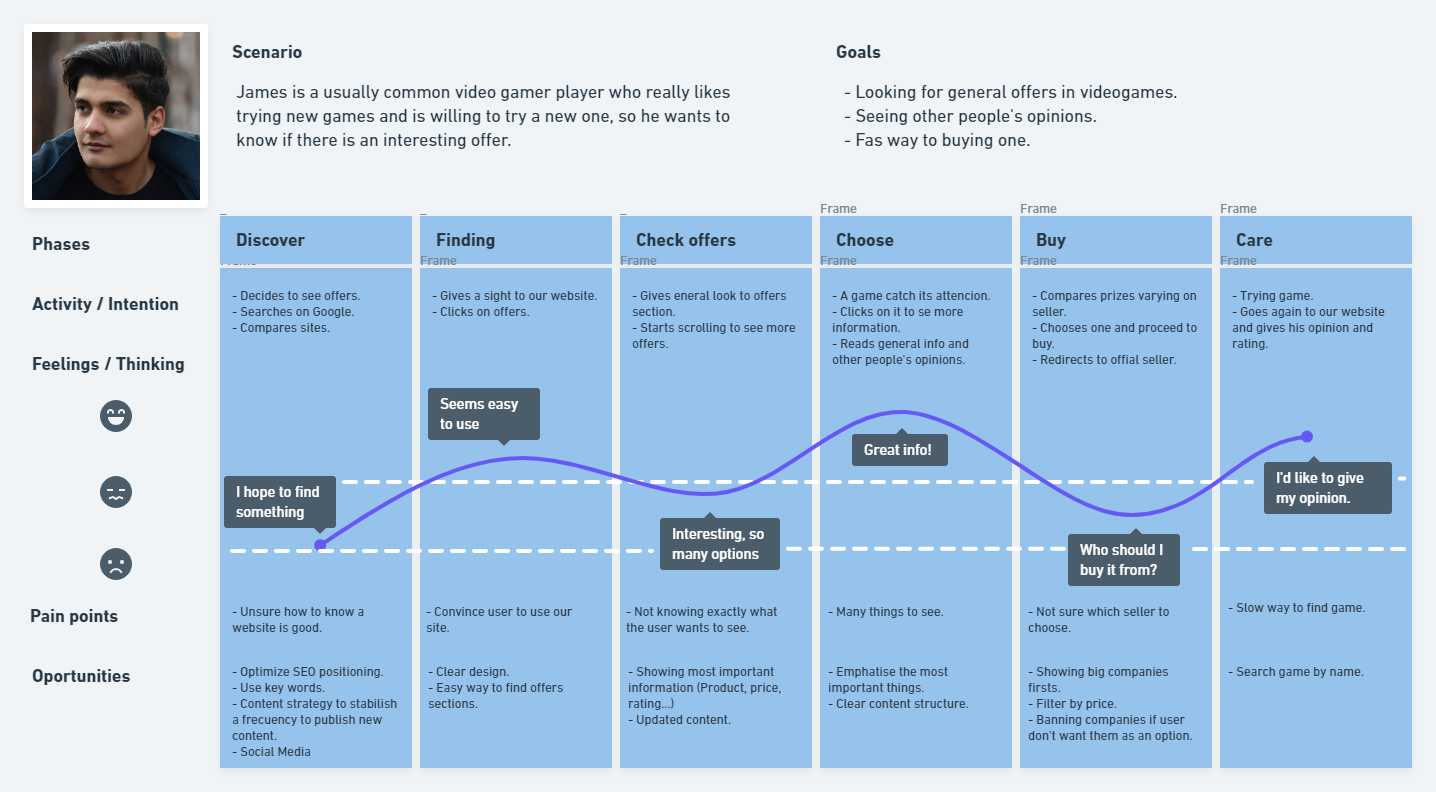 Scenario
James is a usually common video gamer player who really likes
trying new games and is willing to try a new one, so he wants to
know if there is an interesting offer.
Goals
- Looking for general offers in videogames.
- Seeing other people's opinions.
- Fas way to buying one.
Frame
Frame
Frame
Phases
Discover
Finding
Check offers
Choose
Buy
Care
Frame
Frame
Frame
Frame
Frame
Frame
Activity / Intention
- Decides to see offers.
- Searches on Google.
- Compares sites.
- Gives a sight to our website.
- Clicks on offers.
- Gives eneral look to offers
section.
- Starts scrolling to see more
offers.
- A game catch its attencion.
- Clicks on it to se more
information.
- Reads general info and
other people's opinions.
- Compares prizes varying on
seller.
- Chooses one and proceed to
buy.
- Redirects to offial seller.
- Trying game.
- Goes again to our website
and gives his opinion and
rating.
Feelings / Thinking
I hope to find
something
Seems easy
to use
Interesting, so
many options
Great info!
Who should I
buy it from?
I'd like to give
my opinion.
Pain points
- Unsure how to know a
website is good.
- Convince user to use our
site.
- Not knowing exactly what
the user wants to see.
- Many things to see.
- Not sure which seller to
choose.
- Slow way to find game.
Oportunities
- Optimize SEO positioning.
- Use key words.
- Content strategy to stabilish
a frecuency to publish new
content.
- Social Media
- Clear design.
- Easy way to find offers
sections.
- Showing most important
information (Product, price,
rating...)
- Updated content.
- Emphatise the most
important things.
- Clear content structure.
- Showing big companies
firsts.
- Filter by price.
- Banning companies if user
don't want them as an option.
- Search game by name.